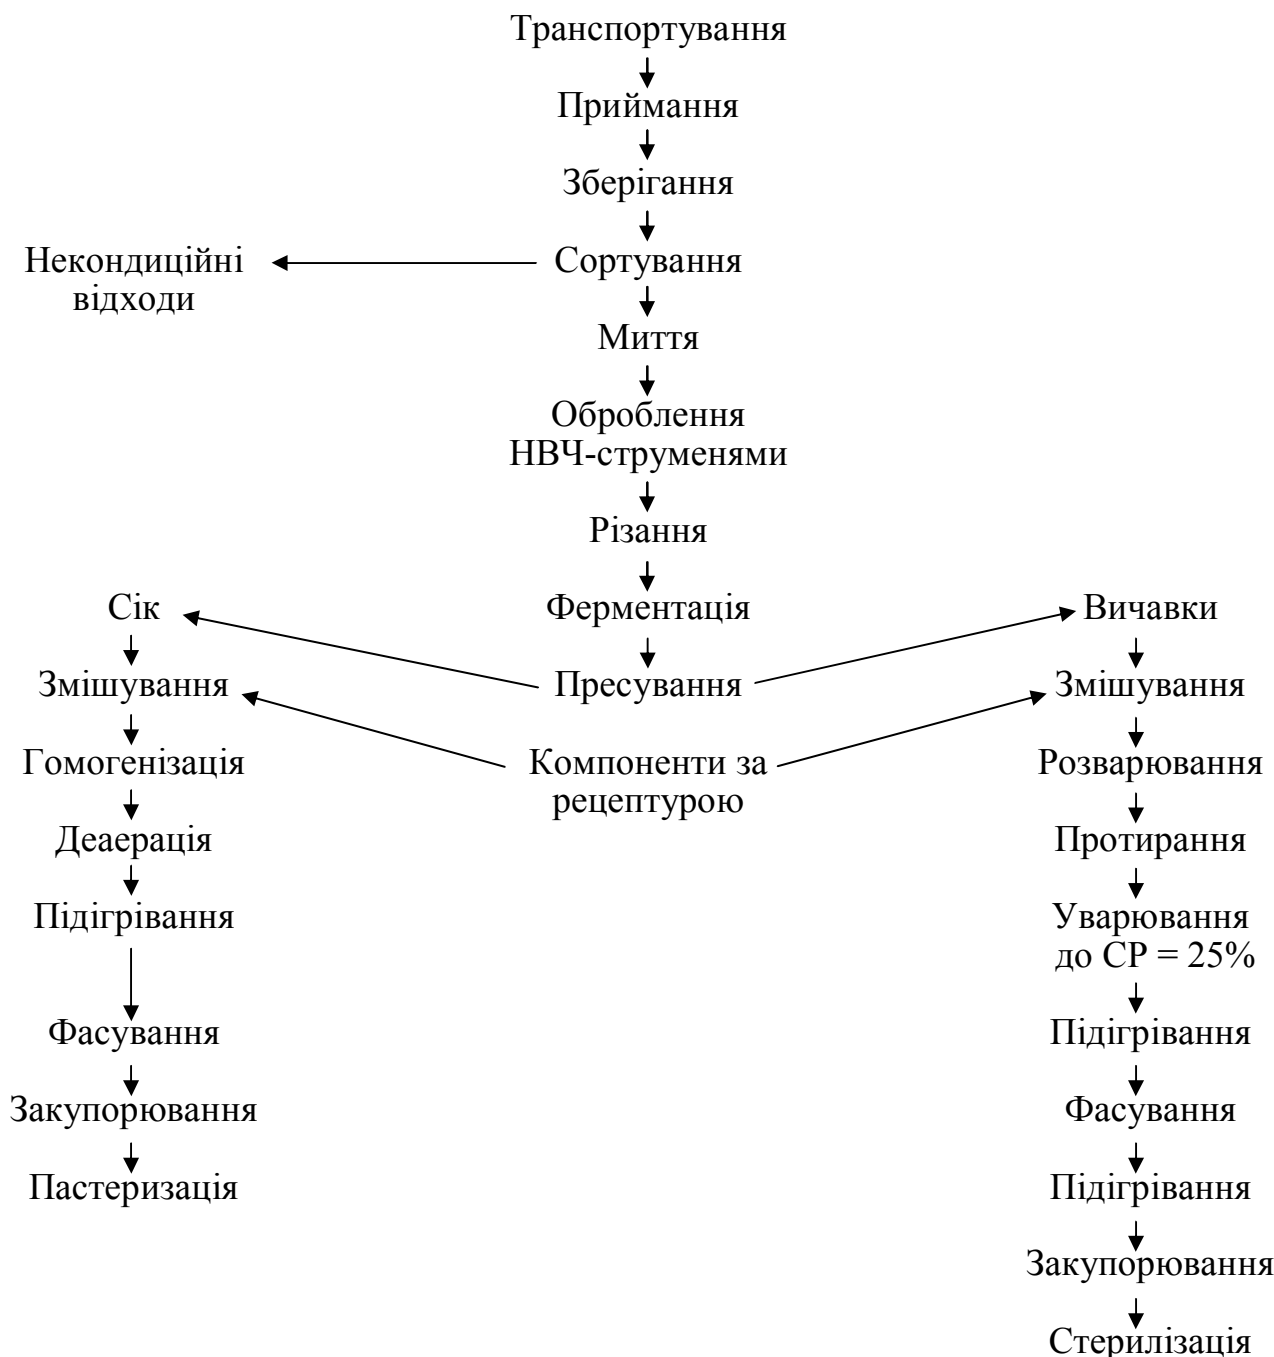 Транспортування
Приймання
Зберігання
Некондиційні
відходи
Сортування
Миття
Оброблення
НВЧ-струменями
Різання
Сік
Ферментація
Вичавки
Змішування
Пресування
Змішування
Гомогенізація
Компоненти за
рецептурою
Розварювання
Деаерація
Протирання
Підігрівання
Уварювання
до СР = 25%
Фасування
Підігрівання
Закупорювання
Фасування
Пастеризація
Підігрівання
Закупорювання
Стерилізація